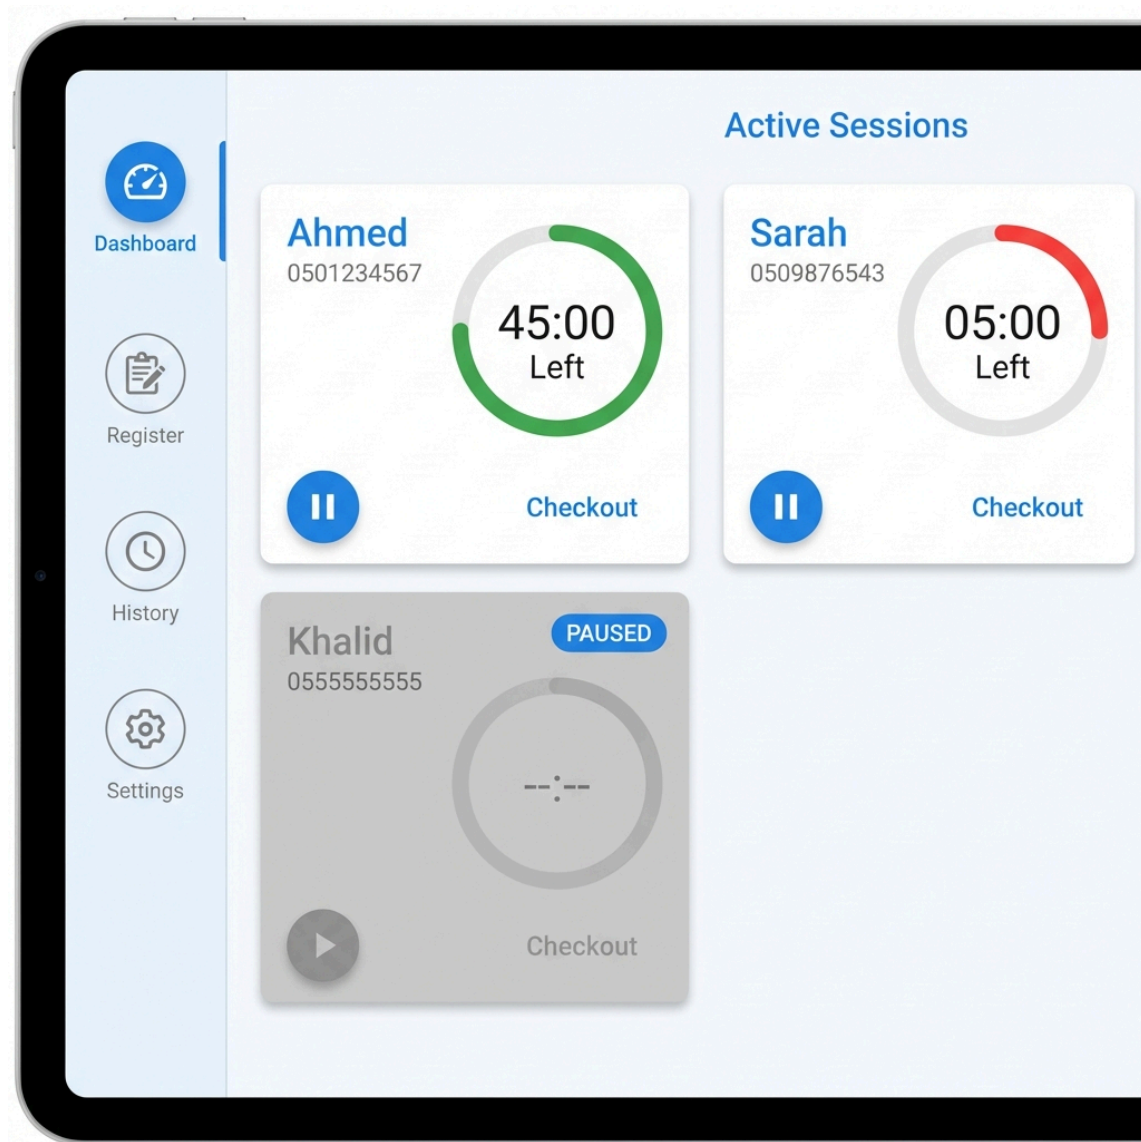 Active Sessions
Dashboard
Register
History
Settings
Ahmed
0501234567
45:00
Left
Checkout
Sarah
0509876543
05:00
Left
Checkout
Khalid
PAUSED
0555555555
--:--
Checkout